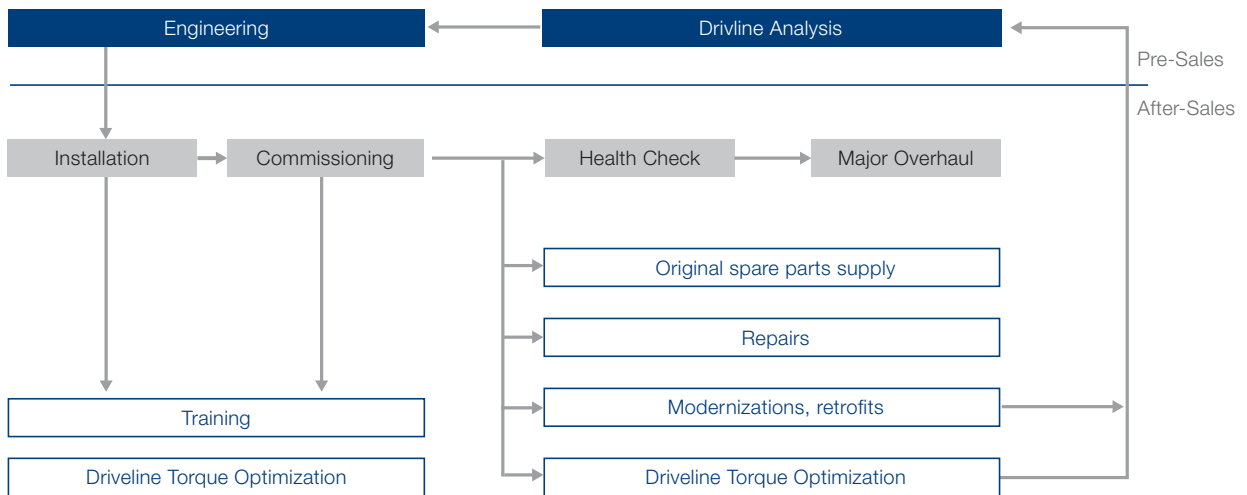 Engineering
Drivline Analysis
Pre-Sales
After-Sales
Installation
Commissioning
Health Check
Major Overhaul
Original spare parts supply
Repairs
Modernizations, retrofits
Training
Driveline Torque Optimization
Driveline Torque Optimization